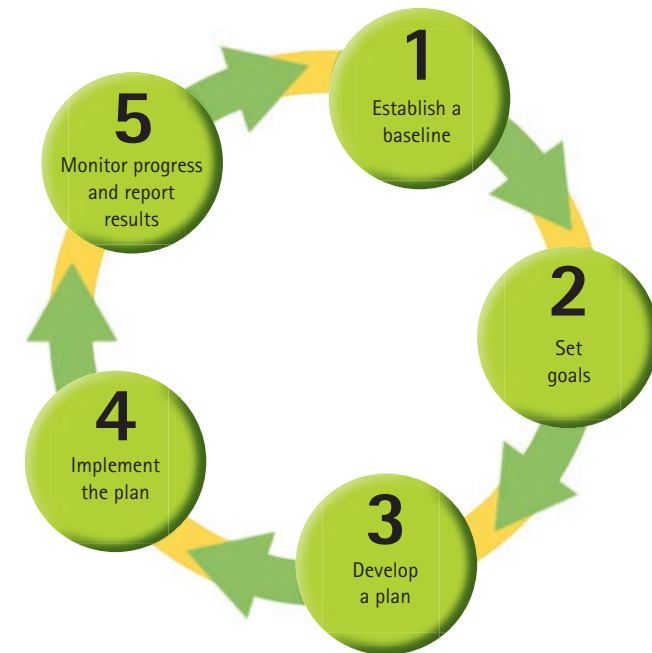 1
Establish a
baseline
2
Set
goals
3
Develop
a plan
4
Implement
the plan
5
Monitor progress
and report
results